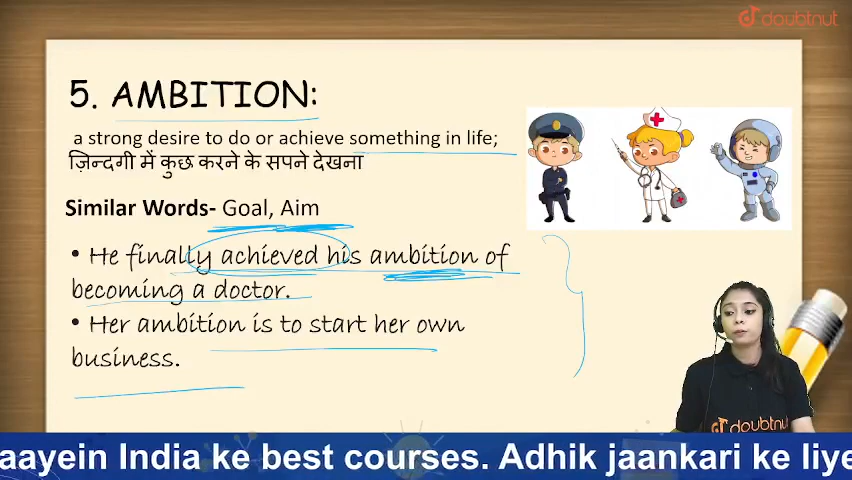 doubtnut
5. AMBITION:
a strong desire to do or achieve something in life;
ज़िन्दगी में कुछ करने के सपने देखना
Similar Words- Goal, Aim
• He finally achieved his ambition of
becoming a doctor.
• Her ambition is to start her own
business.
doubtnut
aayein India ke best courses. Adhik jaankari ke liye